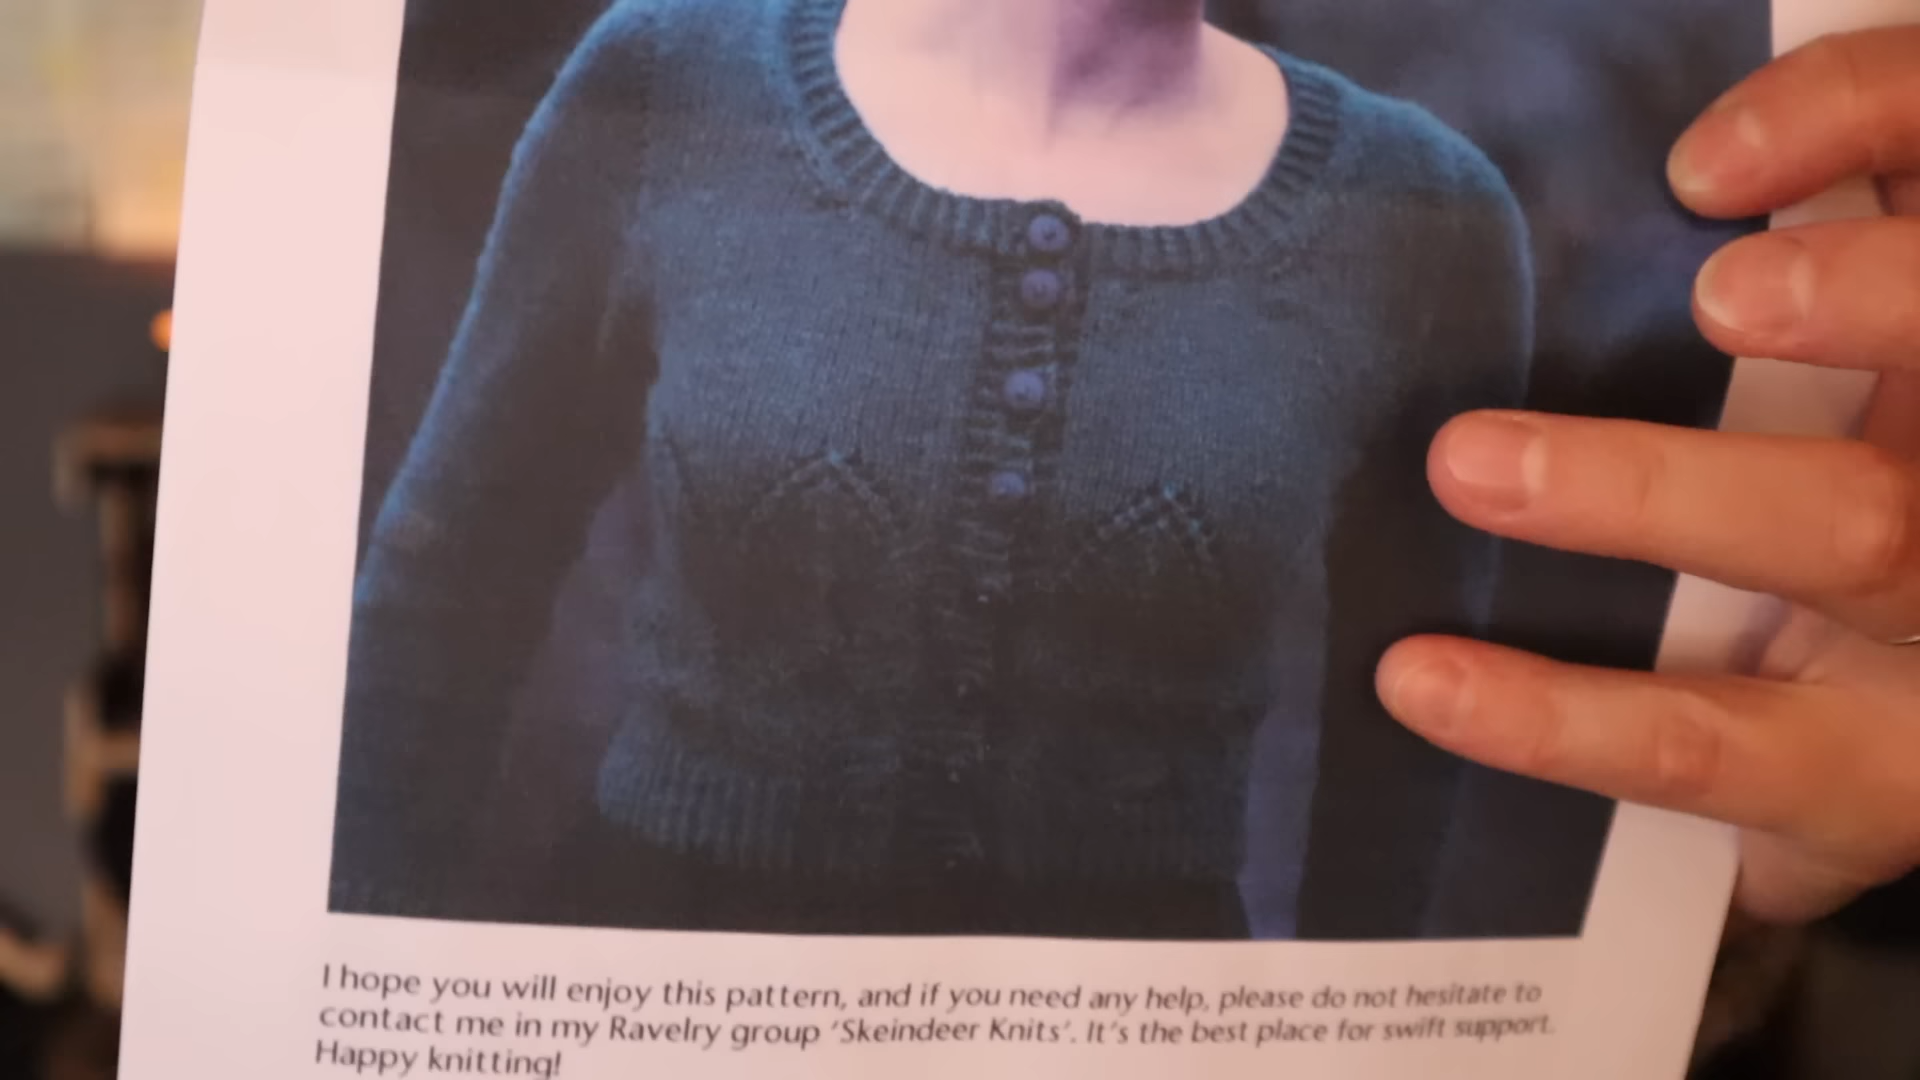 I hope you will enjoy this pattern, and if you need any help, please do not hesitate to
contact me in my Ravelry group 'Skeindeer Knits'. It's the best place for swift support.
Happy knitting!